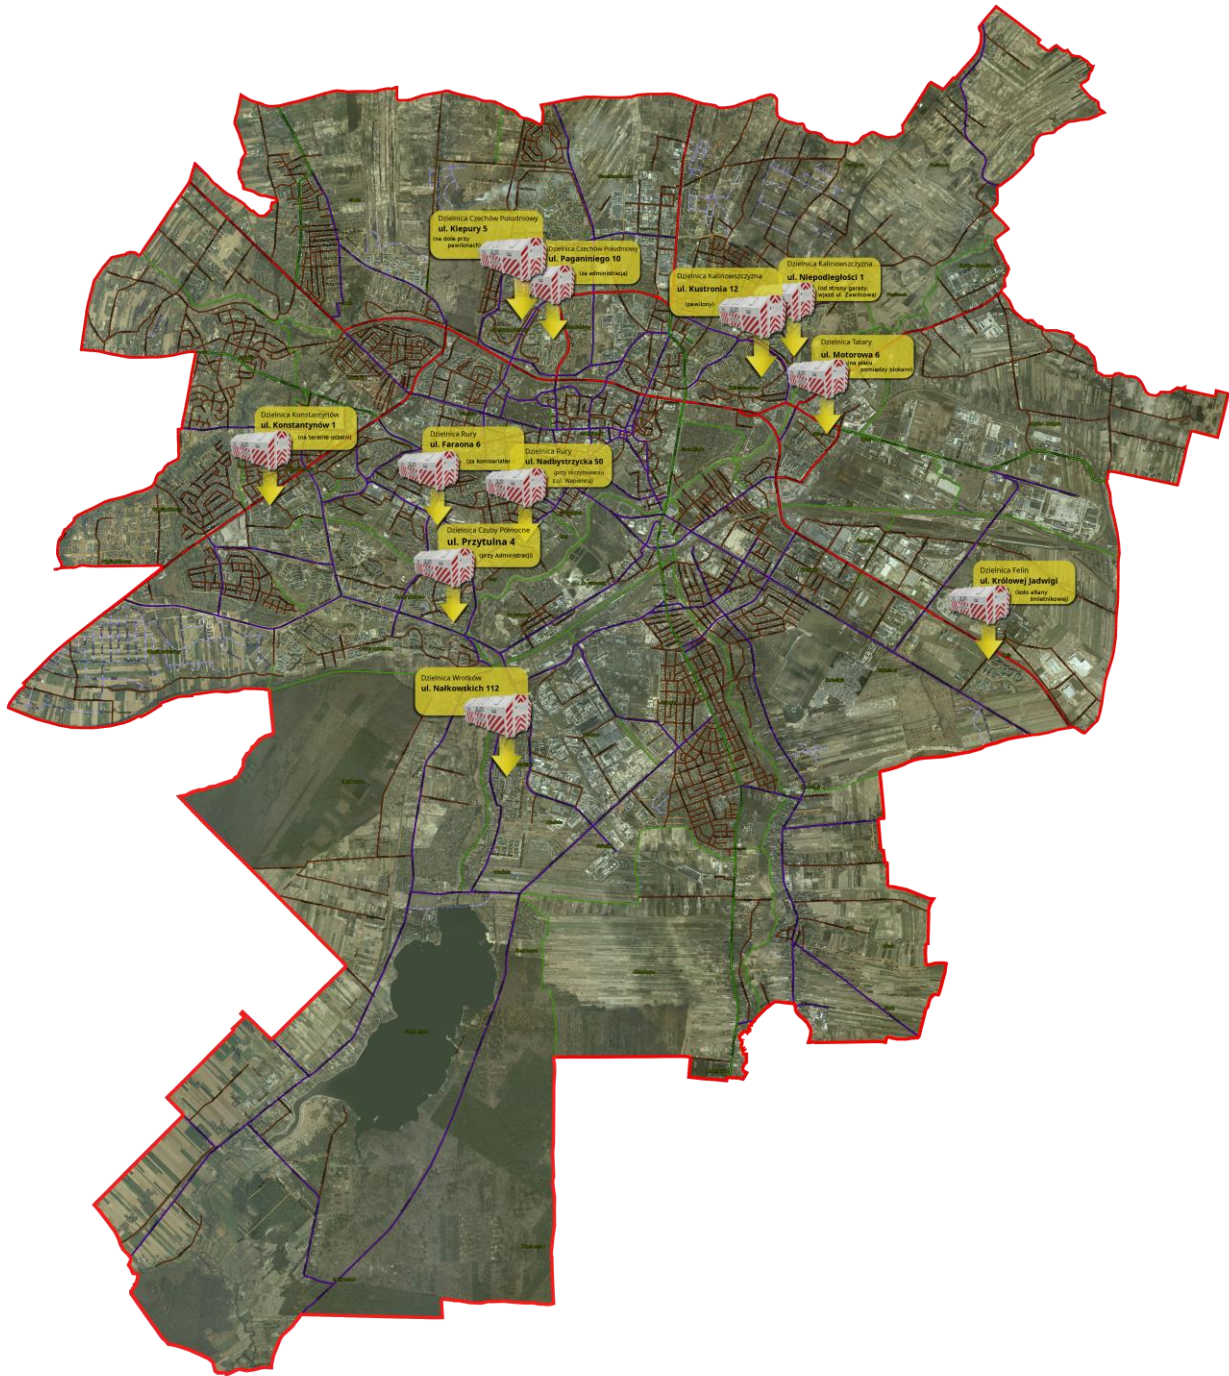 Dzielnica Czechów Południowy
ul. Kiepury 5
(na dole przy
pawilonach)
Dzielnica Czechów Południowy
ul. Paganiniego 10
(za administracją)
Dzielnica Kalinowszczyzna
ul. Kustronia 12
(pawilony)
Dzielnica Kalinowszczyzna
ul. Niepodległości 1
(od strony garaży,
wjazd ul. Zawilcowa)
Dzielnica Tatary
ul. Motorowa 6
na placu
pomiędzy blokami)
Dzielnica Konstantynów
ul. Konstantynów 1
(na terenie uczelni)
Dzielnica Rury
ul. Faraona 6
(za komisariatem
Dzielnica Rury
ul. Nadbystrzycka 50
(przy skrzyżowaniu
z ul. Wapienną)
Dzielnica Czuby Północne
ul. Przytulna 4
(przy Administracji)
Dzielnica Felin
ul. Królowej Jadwigi
(koło altany
śmietnikowej)
Dzielnica Wrotków
ul. Nałkowskich 112